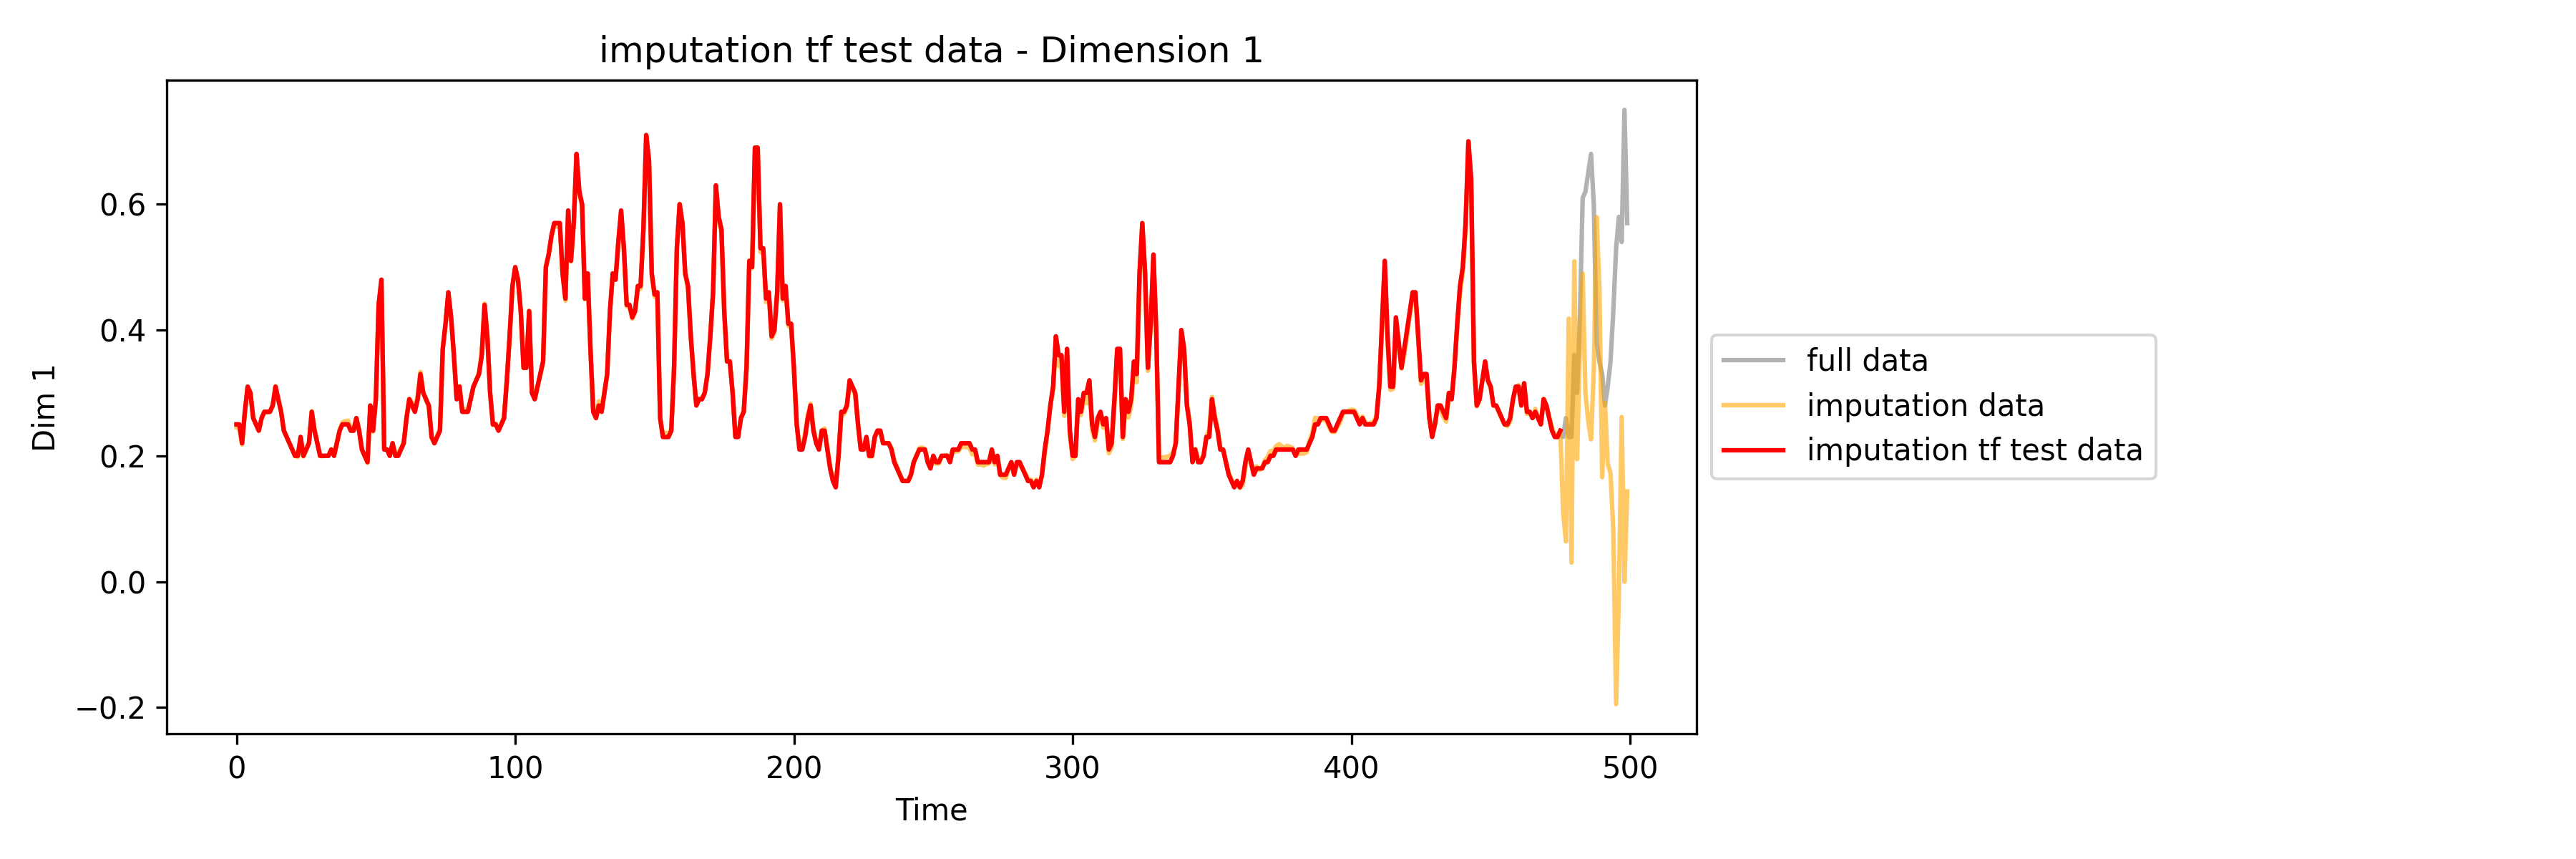 imputation tf test data - Dimension 1
Dim 1
0.6
0.4
0.2
0.0
−0.2
0
100
200
300
400
500
Time
full data
imputation data
imputation tf test data